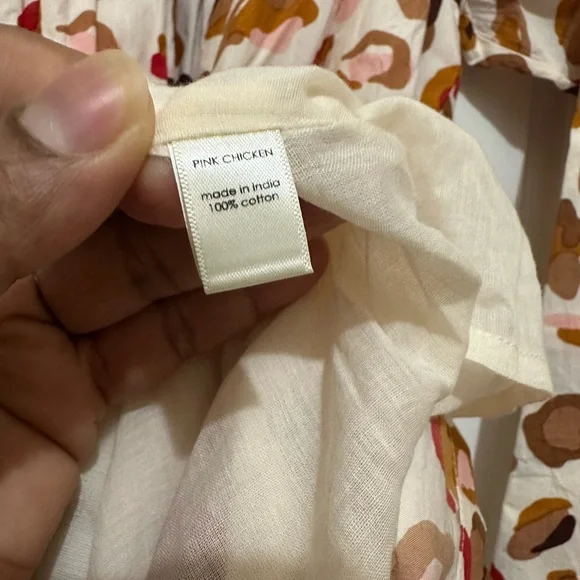 PINK CHICKEN
made in india
100% cotton